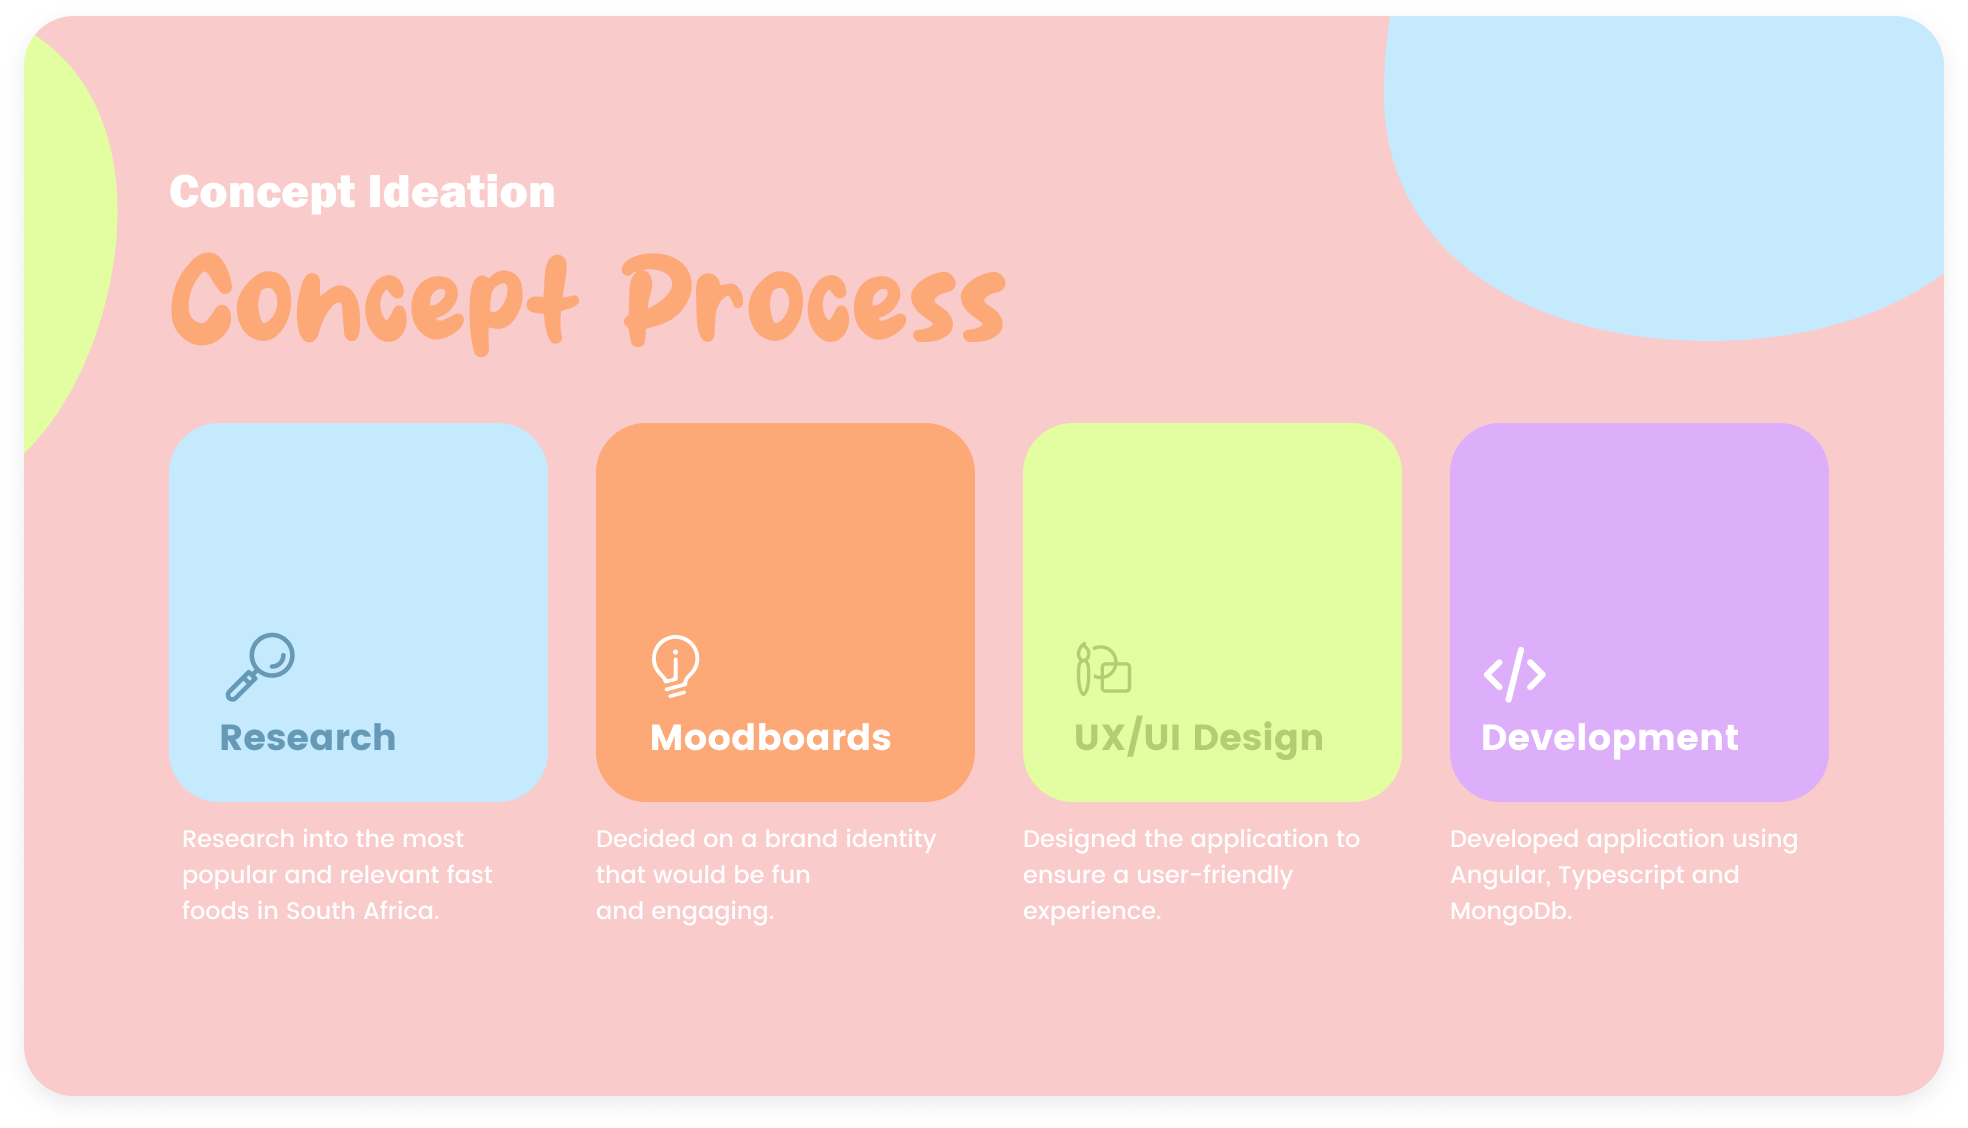 Concept Ideation
Concept Process
Research
Moodboards
UX/UI Design
Development
Research into the most
popular and relevant fast
foods in South Africa.
Decided on a brand identity
that would be fun
and engaging.
Designed the application to
ensure a user-friendly
experience.
Developed application using
Angular, Typescript and
MongoDb.